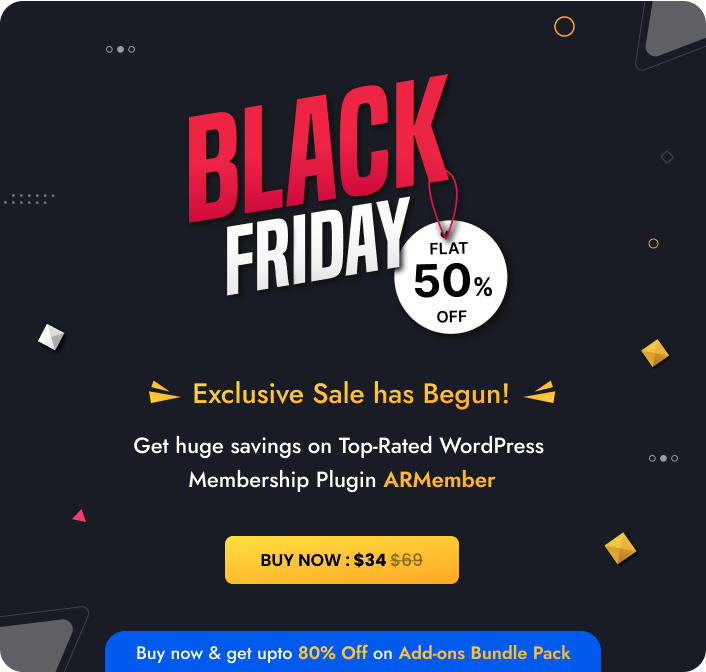 BLACK
FRIDAY
FLAT
50%
OFF
Exclusive Sale has Begun!
Get huge savings on Top-Rated WordPress
Membership Plugin ARMember
BUY NOW : $34 $69
Buy now & get upto 80% Off on Add-ons Bundle Pack